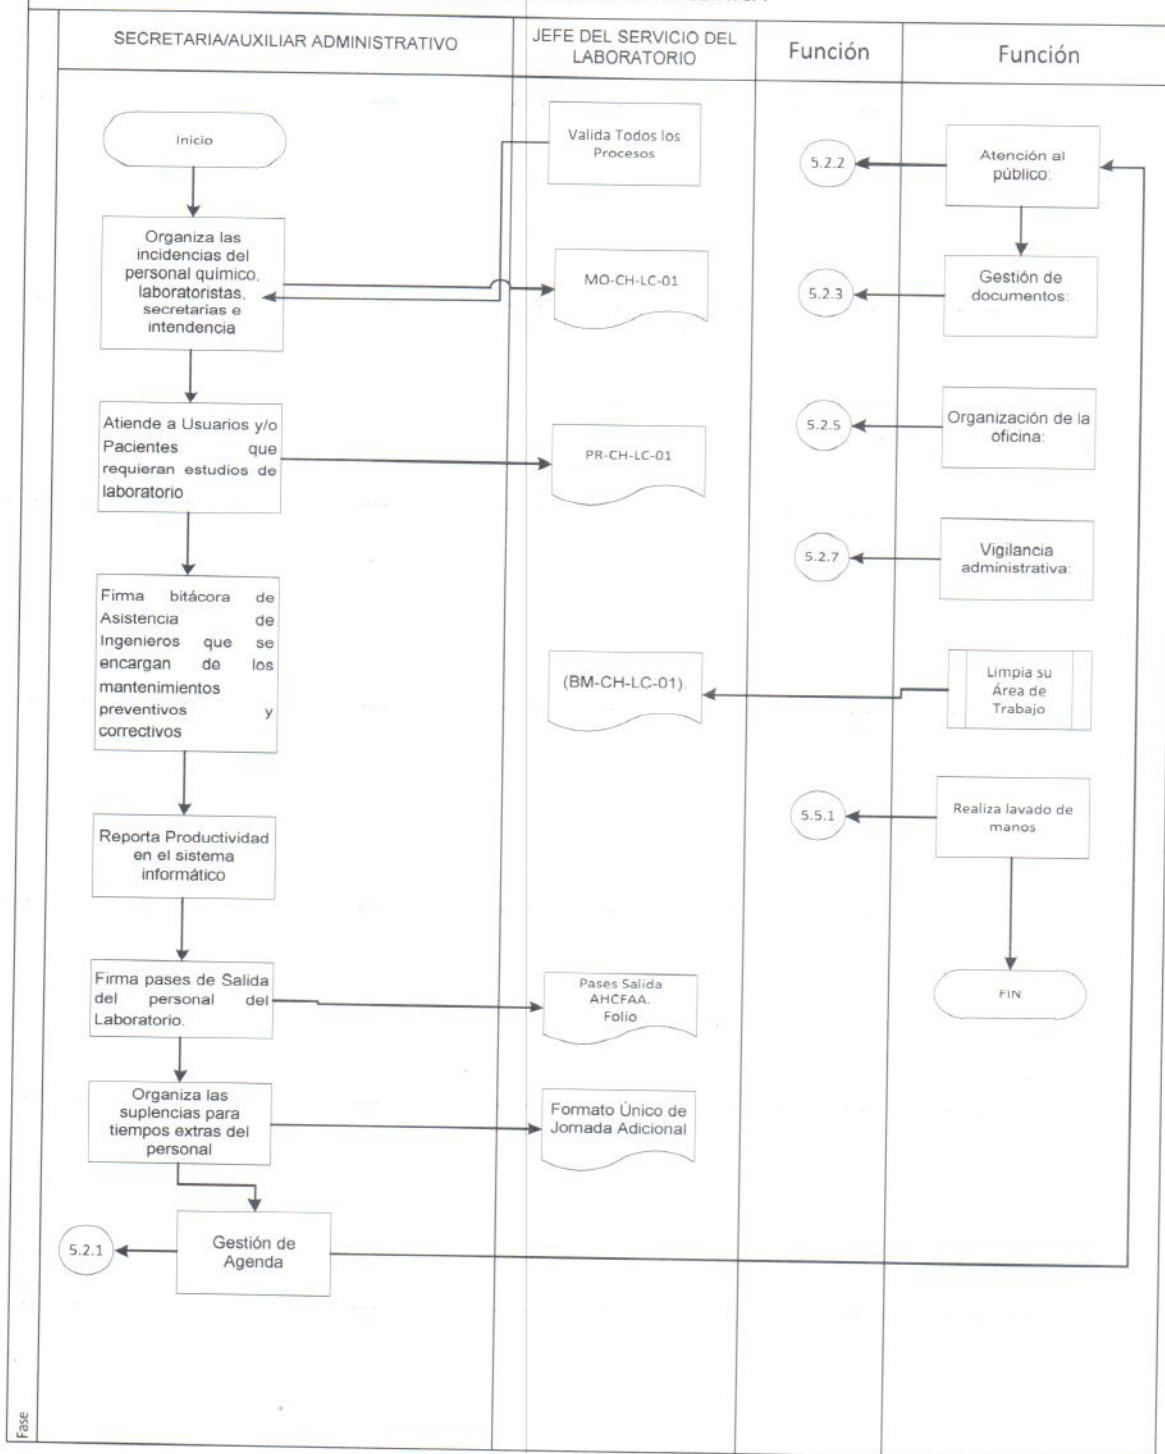 SECRETARIA/AUXILIAR ADMINISTRATIVO
JEFE DEL SERVICIO DEL
LABORATORIO
Función
Función
Inicio
Organiza las
incidencias del
personal químico,
laboratoristas,
secretarias e
intendencia
Atiende a Usuarios y/o
Pacientes que
requieran estudios de
laboratorio
Firma bitácora de
Asistencia de
Ingenieros que se
encargan de los
mantenimientos
preventivos y
correctivos
Reporta Productividad
en el sistema
informático
Firma pases de Salida
del personal del
Laboratorio.
Organiza las
suplencias para
tiempos extras del
personal
Gestión de
Agenda
5.2.1
Valida Todos los
Procesos
MO-CH-LC-01
PR-CH-LC-01
(BM-CH-LC-01).
Pases Salida
AHCFAA.
Folio
Formato Único de
Jornada Adicional
5.2.2
5.2.3
5.2.5
5.2.7
5.5.1
Atención al
público:
Gestión de
documentos:
Organización de la
oficina:
Vigilancia
administrativa:
Limpia su
Área de
Trabajo
Realiza lavado de
manos
FIN
Fase